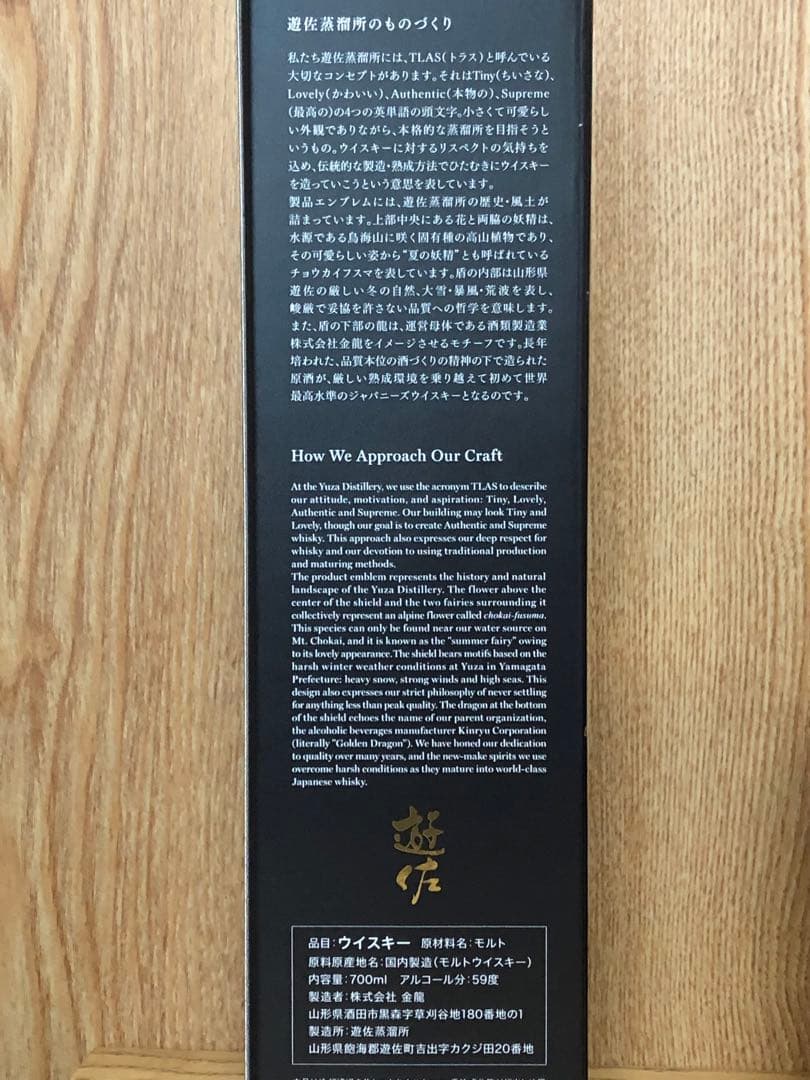 遊佐蒸溜所のものづくり
私たち遊佐蒸溜所には、TLAS(トラス)と呼んでいる
大切なコンセプトがあります。それはTiny(ちいさな)、
Lovely(かわいい)、Authentic(本物の)、Supreme
(最高の)の4つの英単語の頭文字。小さくて可愛らし
い外観でありながら、本格的な蒸溜所を目指そうと
いうもの。ウイスキーに対するリスペクトの気持ちを
込め、伝統的な製造・熟成方法でひたむきにウイスキー
を造っていこうという意思を表しています。
製品エンブレムには、遊佐蒸溜所の歴史・風土が
詰まっています。上部中央にある花と両脇の妖精は、
水源である鳥海山に咲く固有種の高山植物であり、
その可愛らしい姿から“夏の妖精”とも呼ばれている
チョウカイフスマを表しています。盾の内部は山形県
遊佐の厳しい冬の自然、大雪・暴風・荒波を表し、
峻厳で妥協を許さない品質への哲学を意味します。
また、盾の下部の龍は、運営母体である酒類製造業
株式会社金龍をイメージさせるモチーフです。長年
培われた、品質本位の酒づくりの精神の下で造られた
原酒が、厳しい熟成環境を乗り越えて初めて世界
最高水準のジャパニーズウイスキーとなるのです。
How We Approach Our Craft
At the Yuza Distillery, we use the acronym TLAS to describe
our attitude, motivation, and aspiration: Tiny, Lovely,
Authentic and Supreme. Our building may look Tiny and
Lovely, though our goal is to create Authentic and Supreme
whisky. This approach also expresses our deep respect for
whisky and our devotion to using traditional production
and maturing methods.
The product emblem represents the history and natural
landscape of the Yuza Distillery. The flower above the
center of the shield and the two fairies surrounding it
collectively represent an alpine flower called chokai-fusuma.
This species can only be found near our water source on
Mt. Chokai, and it is known as the "summer fairy" owing
to its lovely appearance. The shield bears motifs based on the
harsh winter weather conditions at Yuza in Yamagata
Prefecture: heavy snow, strong winds and high seas. This
design also expresses our strict philosophy of never settling
for anything less than peak quality. The dragon at the bottom
of the shield echoes the name of our parent organization,
the alcoholic beverages manufacturer Kinryu Corporation
(literally "Golden Dragon"). We have honed our dedication
to quality over many years, and the new-make spirits we use
overcome harsh conditions as they mature into world-class
Japanese whisky.
遊
佐
品目:ウイスキー 原材料名:モルト
原料原産地名:国内製造(モルトウイスキー)
内容量:700ml アルコール分:59度
製造者:株式会社 金龍
山形県酒田市黒森字草刈谷地180番地の1
製造所:遊佐蒸溜所
山形県飽海郡遊佐町吉出字カクジ田20番地